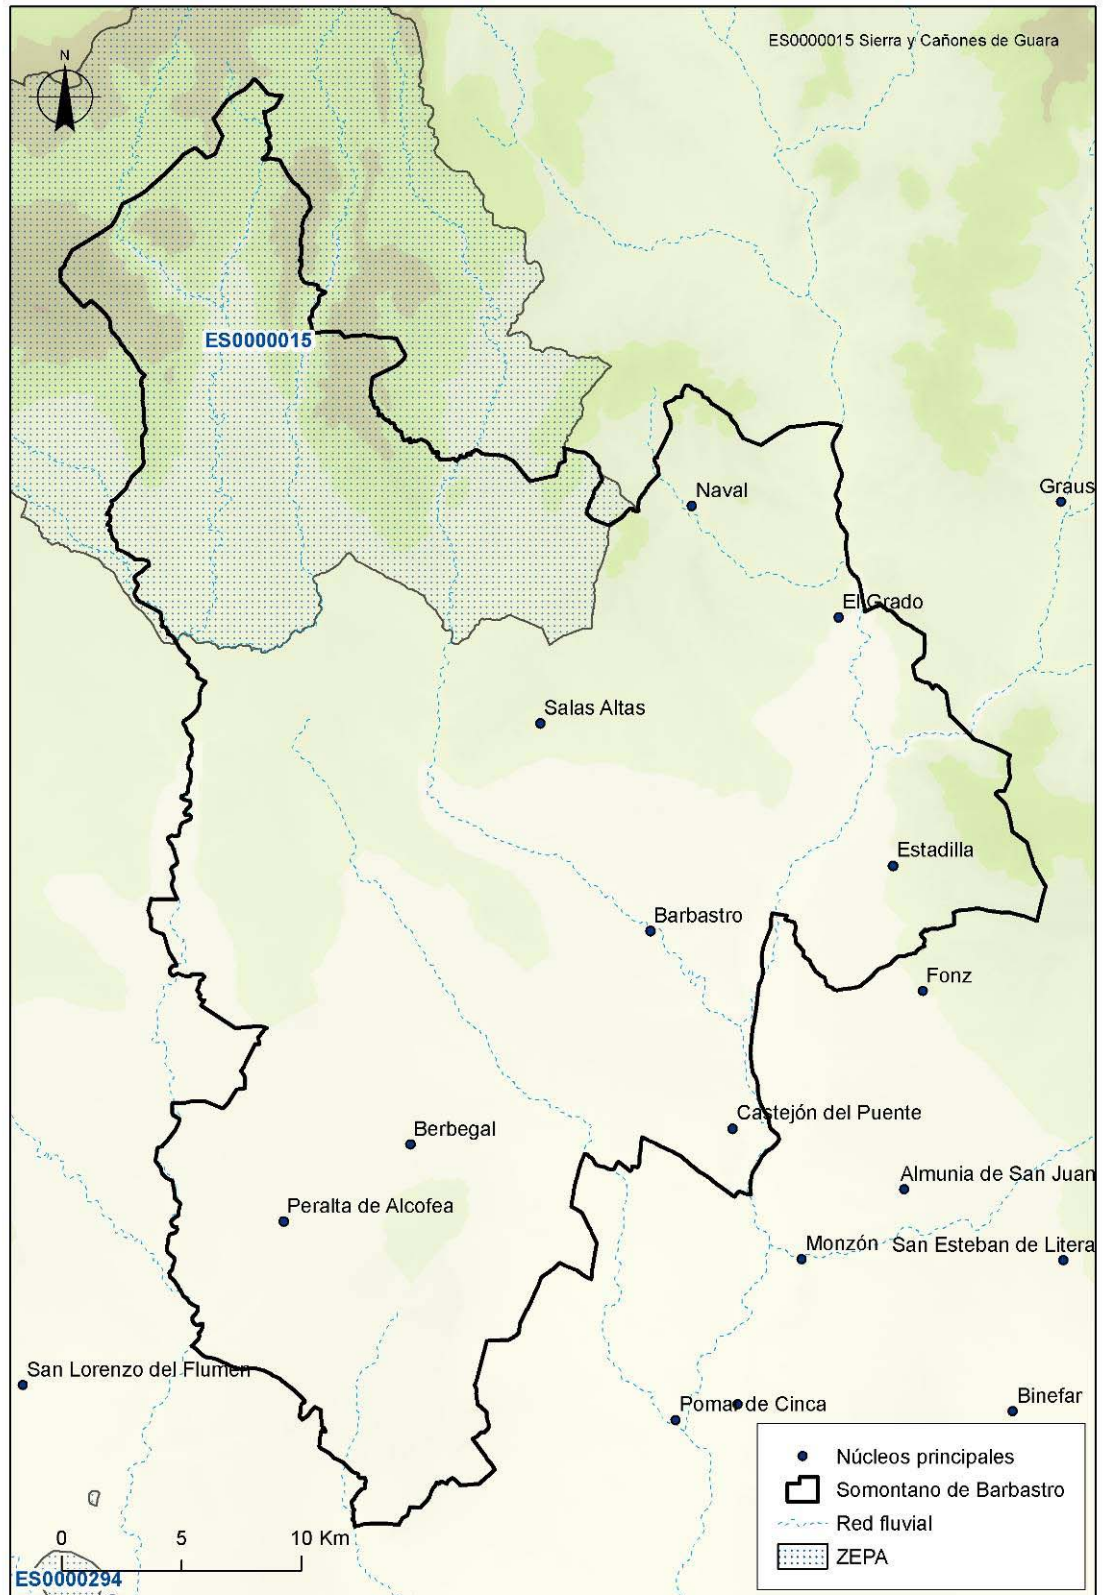 ES0000015 Sierra y Cañones de Guara
N
ES0000015
Naval
Graus
El Grado
Salas Altas
Estadilla
Barbastro
Fonz
Castejón del Puente
Berbegal
Almunia de San Juan
Peralta de Alcofea
Monzón
San Esteban de Litera
San Lorenzo del Flumen
Pomar de Cinca
Binefar
Núcleos principales
Somontano de Barbastro
Red fluvial
ZEPA
0 5 10 Km
ES0000294